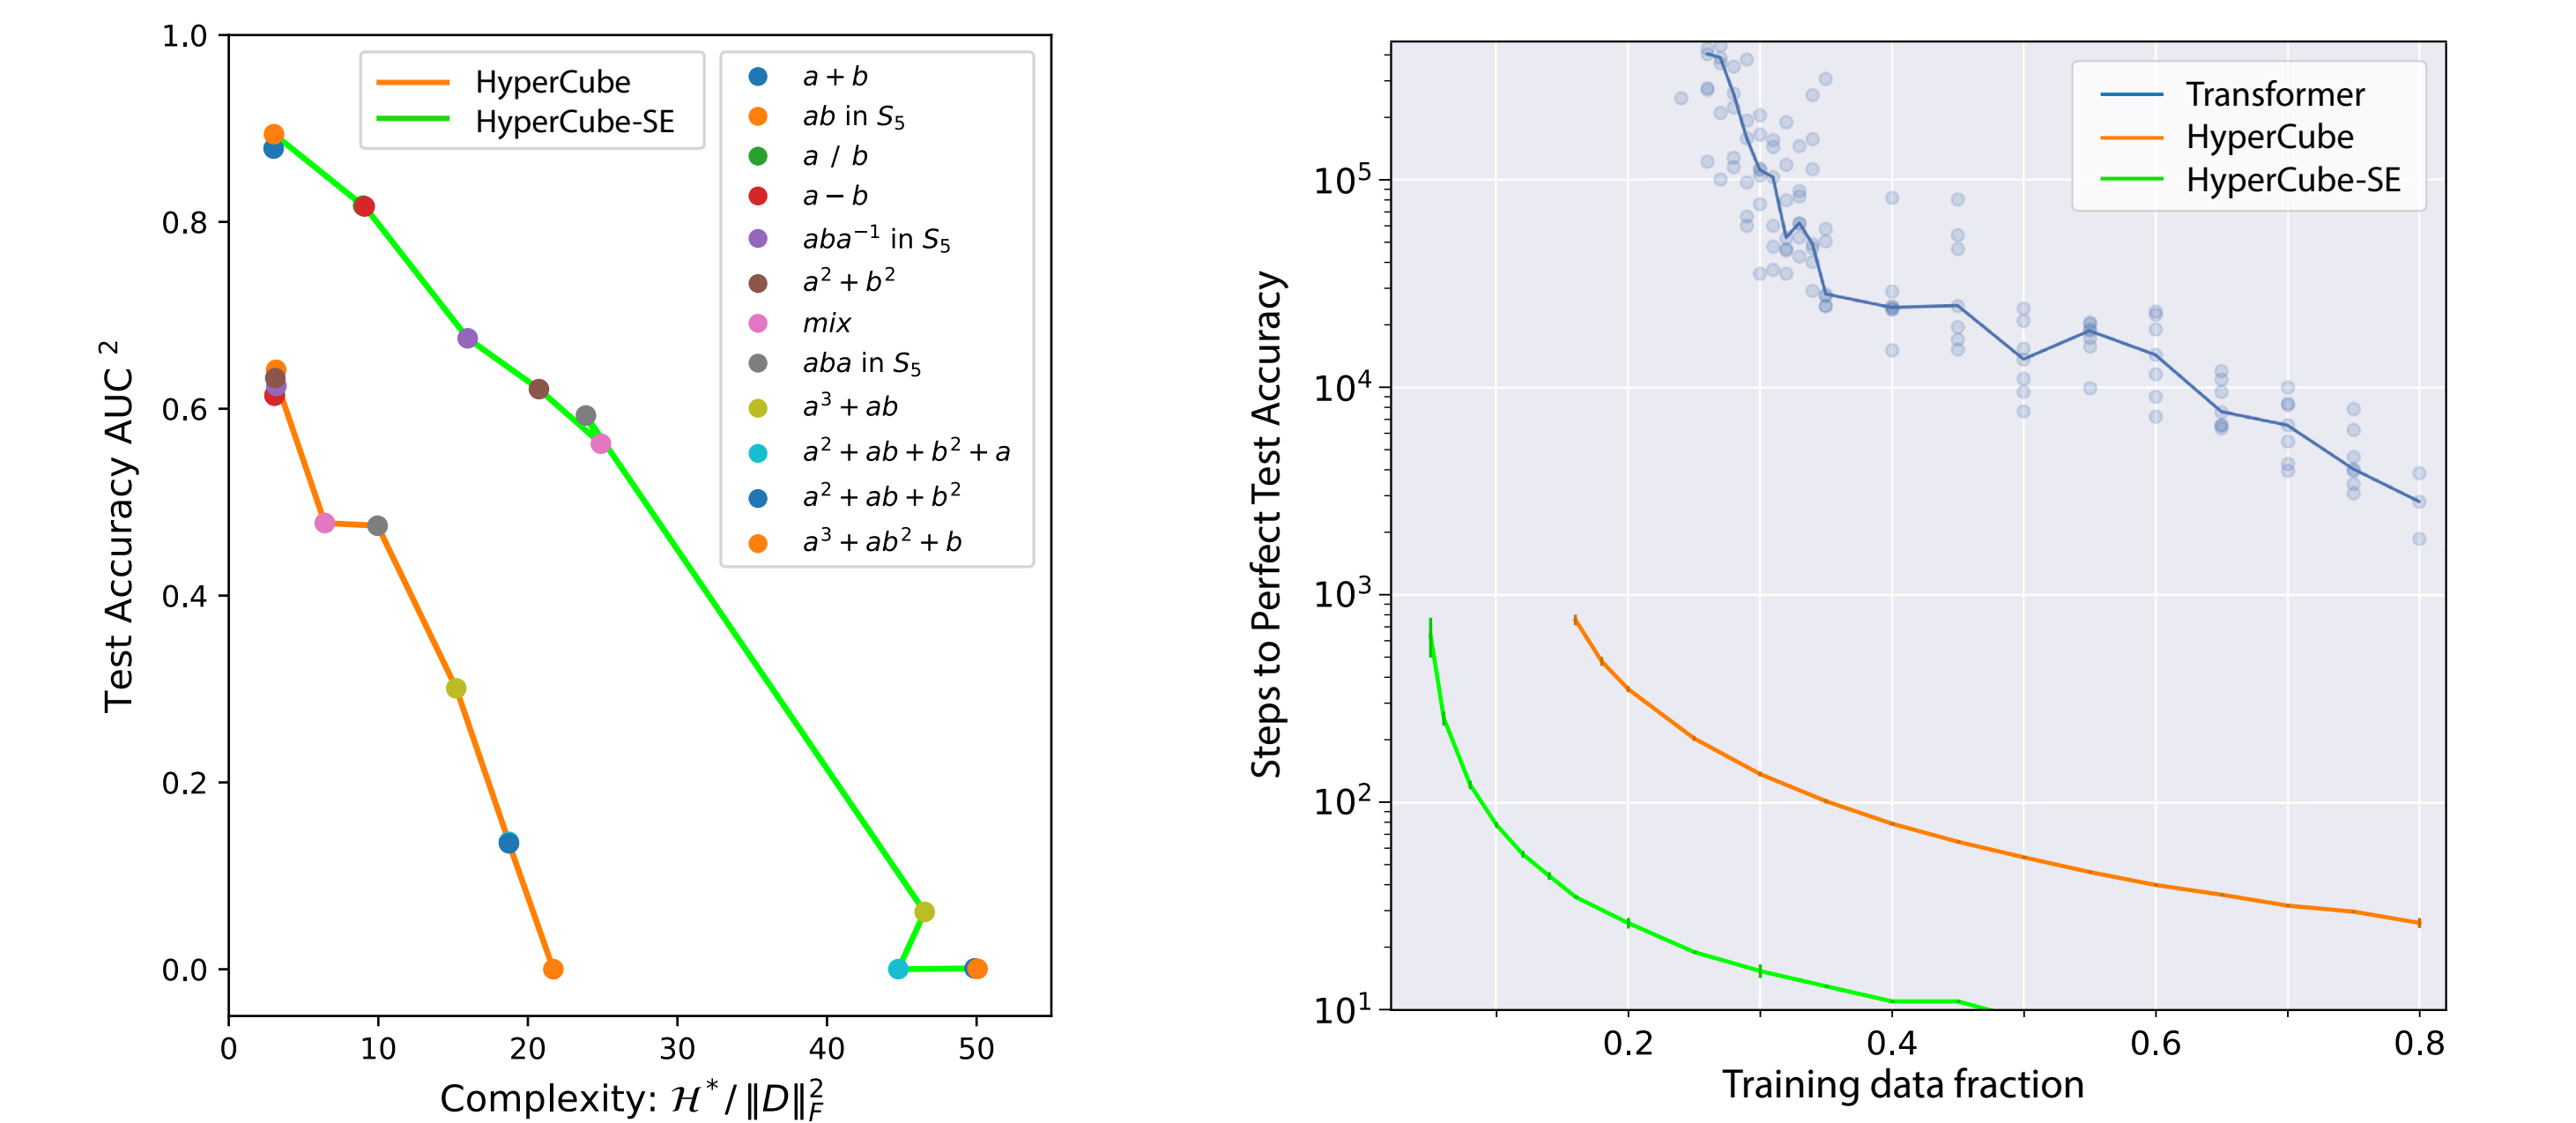 1.0
0.8
0.6
0.4
0.2
0.0
Test Accuracy AUC ²
0 10 20 30 40 50
Complexity: ℋ* / ‖D‖²_F
HyperCube
HyperCube-SE
a + b
ab in S₅
a / b
a − b
aba⁻¹ in S₅
a² + b²
mix
aba in S₅
a³ + ab
a² + ab + b² + a
a² + ab + b²
a³ + ab² + b
10⁵
10⁴
10³
10²
10¹
Steps to Perfect Test Accuracy
0.2 0.4 0.6 0.8
Training data fraction
Transformer
HyperCube
HyperCube-SE